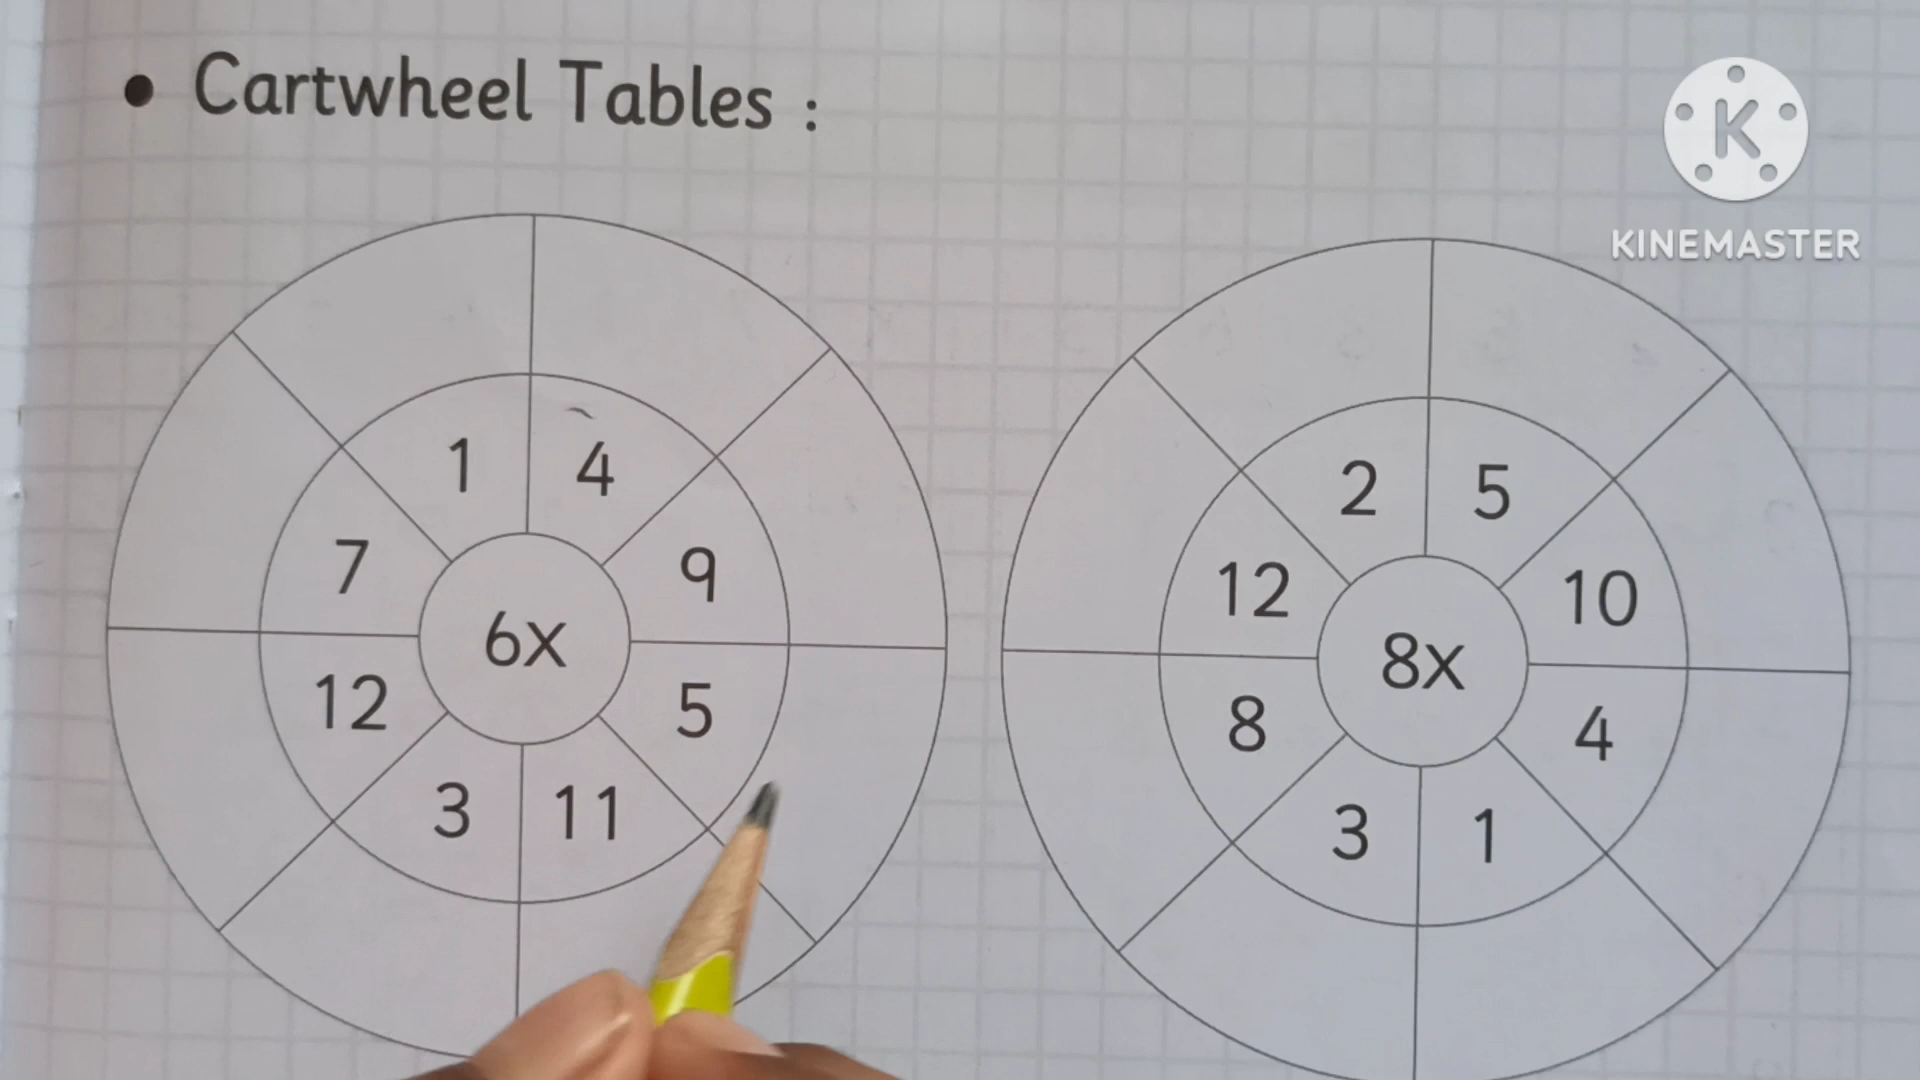 • Cartwheel Tables :
K
KINEMASTER
1 4
7 9
6x
12 5
3 11
2 5
12 10
8x
8 4
3 1